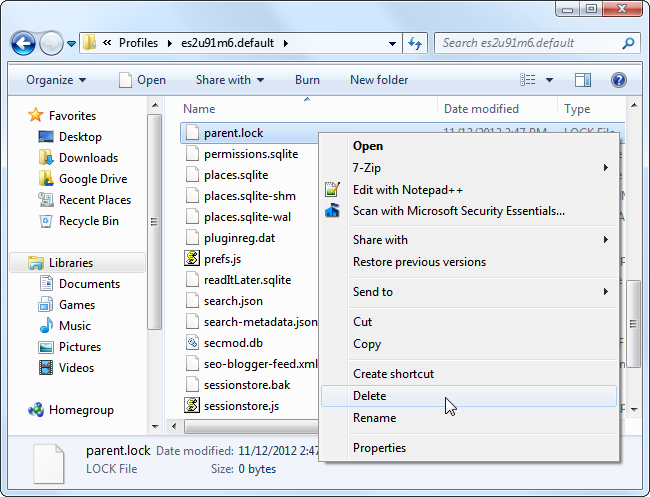 « Profiles ▸ es2u91m6.default ▸
Search es2u91m6.default
Organize Open Share with Burn New folder
Name Date modified Type
Favorites
Desktop
Downloads
Google Drive
Recent Places
Recycle Bin
Libraries
Documents
Games
Music
Pictures
Videos
Homegroup
parent.lock 11/12/2012 2:47 PM LOCK File
permissions.sqlite
places.sqlite
places.sqlite-shm
places.sqlite-wal
pluginreg.dat
prefs.js
readItLater.sqlite
search.json
search-metadata.json
secmod.db
seo-blogger-feed.xml
sessionstore.bak
sessionstore.js
Open
7-Zip
Edit with Notepad++
Scan with Microsoft Security Essentials...
Share with
Restore previous versions
Send to
Cut
Copy
Create shortcut
Delete
Rename
Properties
parent.lock Date modified: 11/12/2012 2:47
LOCK File Size: 0 bytes